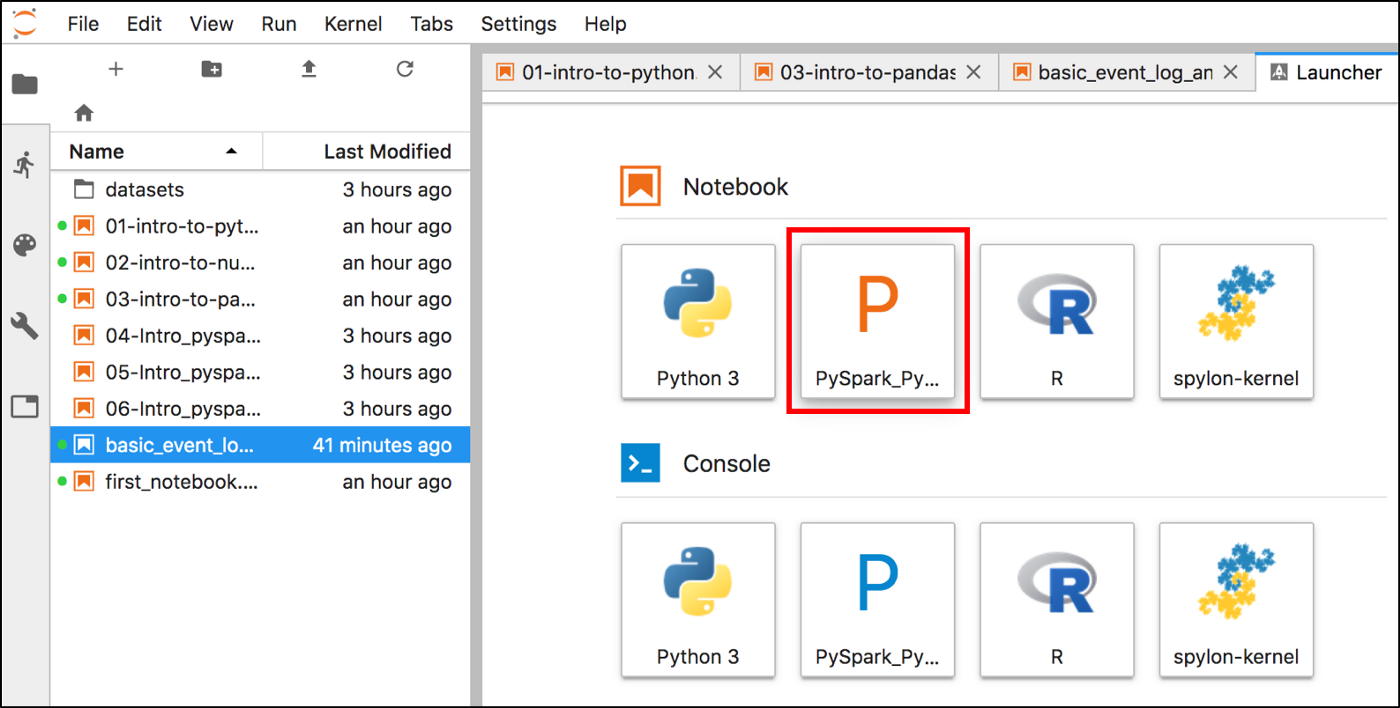 File Edit View Run Kernel Tabs Settings Help
01-intro-to-python. 03-intro-to-pandas basic_event_log_an Launcher
Name Last Modified
datasets 3 hours ago
01-intro-to-pyt... an hour ago
02-intro-to-nu... an hour ago
03-intro-to-pa... an hour ago
04-Intro_pyspa... 3 hours ago
05-Intro_pyspa... 3 hours ago
06-Intro_pyspa... 3 hours ago
basic_event_lo... 41 minutes ago
first_notebook.... an hour ago
Notebook
P
R
Python 3 PySpark_Py... R spylon-kernel
Console
P
R
Python 3 PySpark_Py... R spylon-kernel